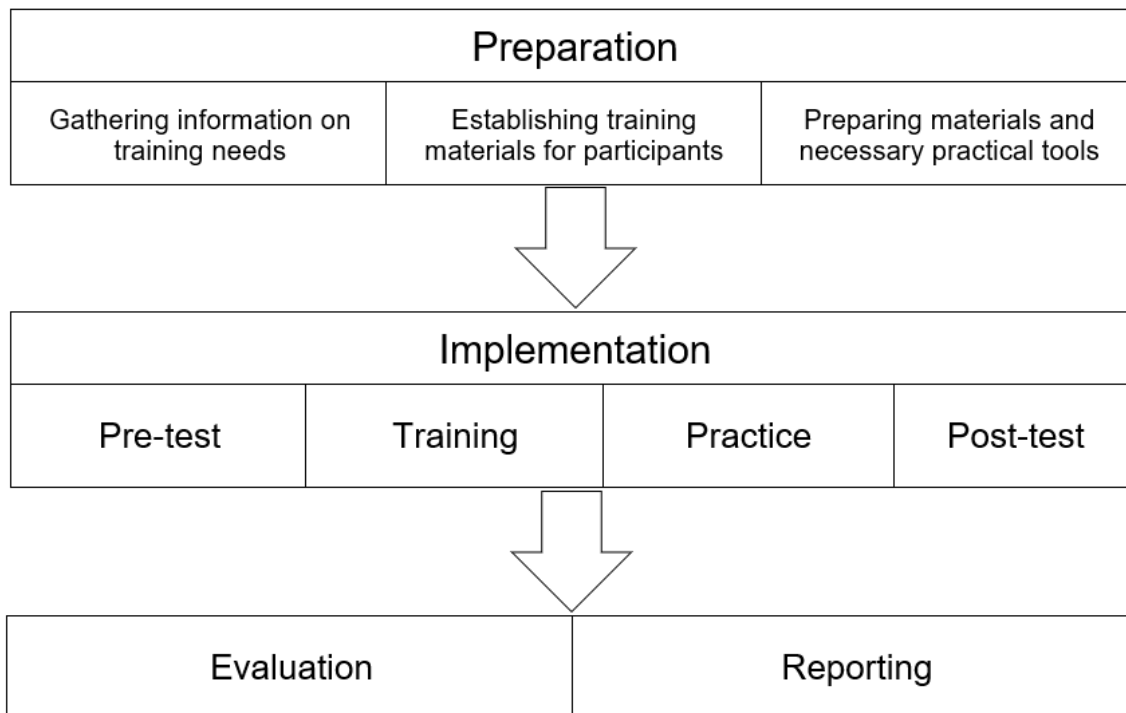 Preparation
Gathering information on
training needs
Establishing training
materials for participants
Preparing materials and
necessary practical tools
Implementation
Pre-test
Training
Practice
Post-test
Evaluation
Reporting